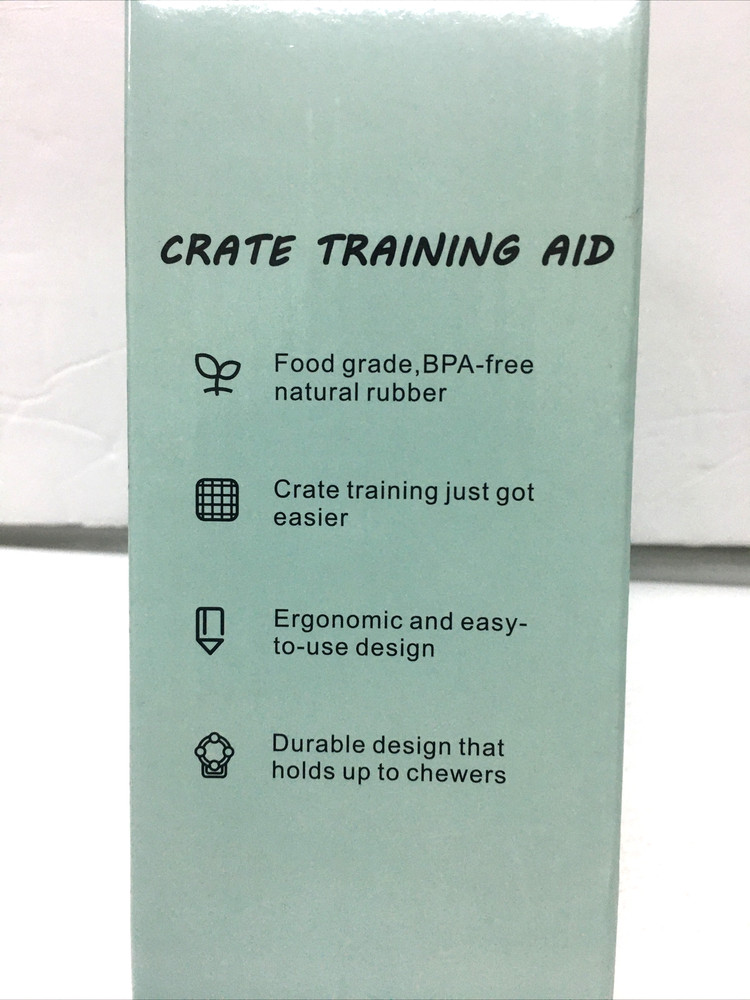 CRATE TRAINING AID
Food grade,BPA-free
natural rubber
Crate training just got
easier
Ergonomic and easy-
to-use design
Durable design that
holds up to chewers